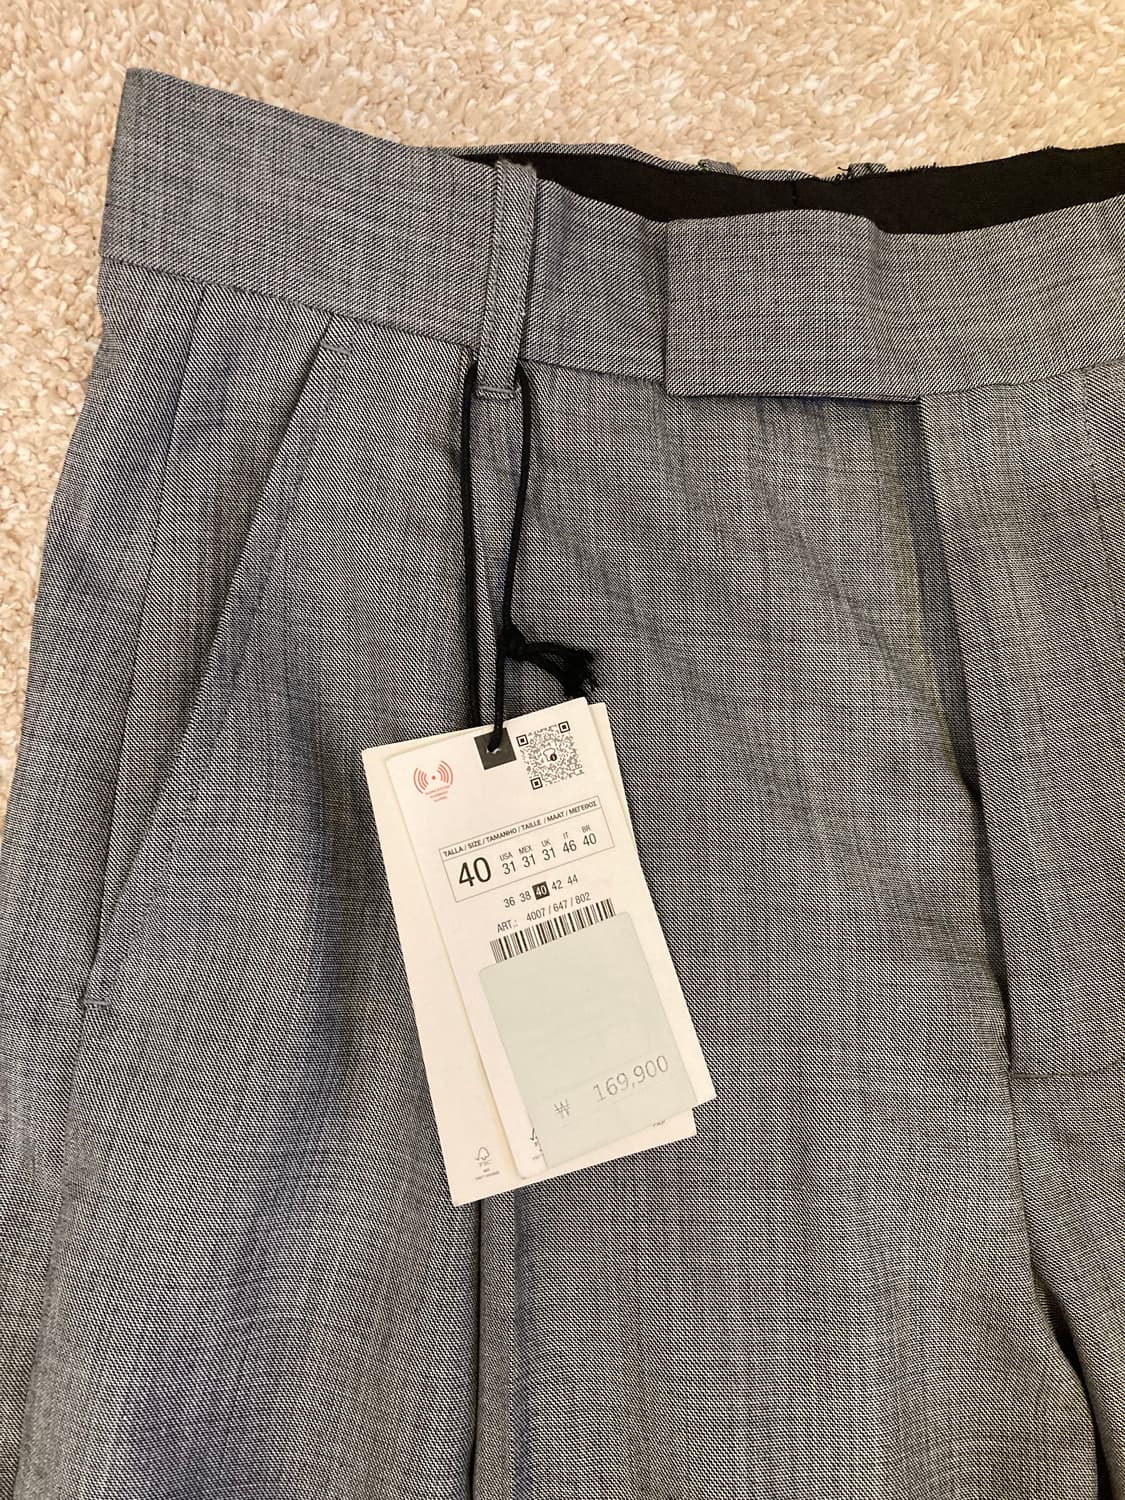 TALLA / SIZE / TAMANHO / TAILLE / MAAT / ΜΕΓΕΘΟΣ
40 USA 31 MEX 31 UK 31 IT 46 BR 40
36 38 40 42 44
ART.: 4007 / 647 / 802
₩ 169,900
FSC